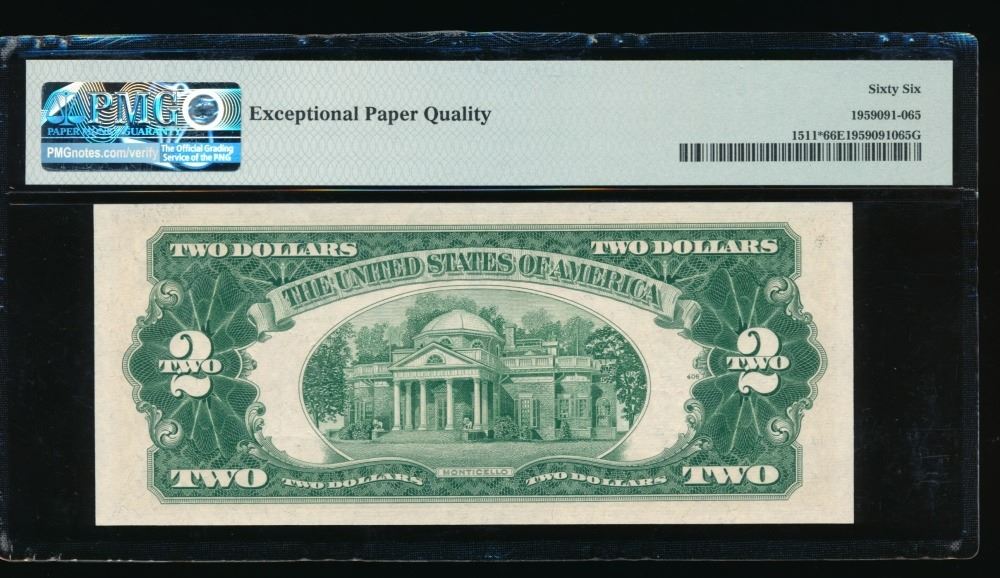 PMG
PAPER MONEY GUARANTY
PMGnotes.com/verify
The Official Grading
Service of the PNG
Exceptional Paper Quality
Sixty Six
1959091-065
1511*66E1959091065G
TWO DOLLARS TWO DOLLARS
THE UNITED STATES OF AMERICA
2 2
TWO TWO
406
MONTICELLO
TWO TWO DOLLARS TWO DOLLARS TWO